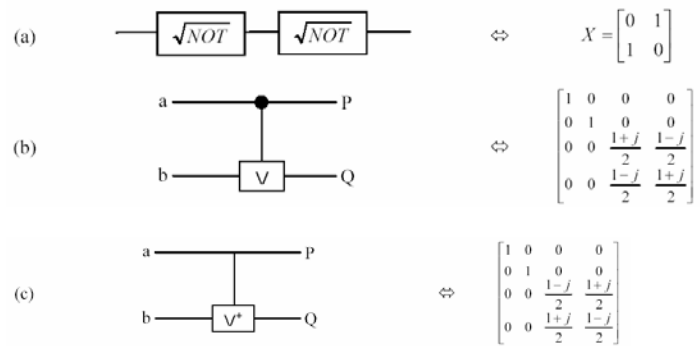 (a) √NOT √NOT ⇔ X = [0 1
1 0]
a P
(b) V ⇔ [1 0 0 0
0 1 0 0
0 0 1+j/2 1−j/2
0 0 1−j/2 1+j/2]
b Q
a P
(c) V⁺ ⇔ [1 0 0 0
0 1 0 0
0 0 1−j/2 1+j/2
0 0 1+j/2 1−j/2]
b Q